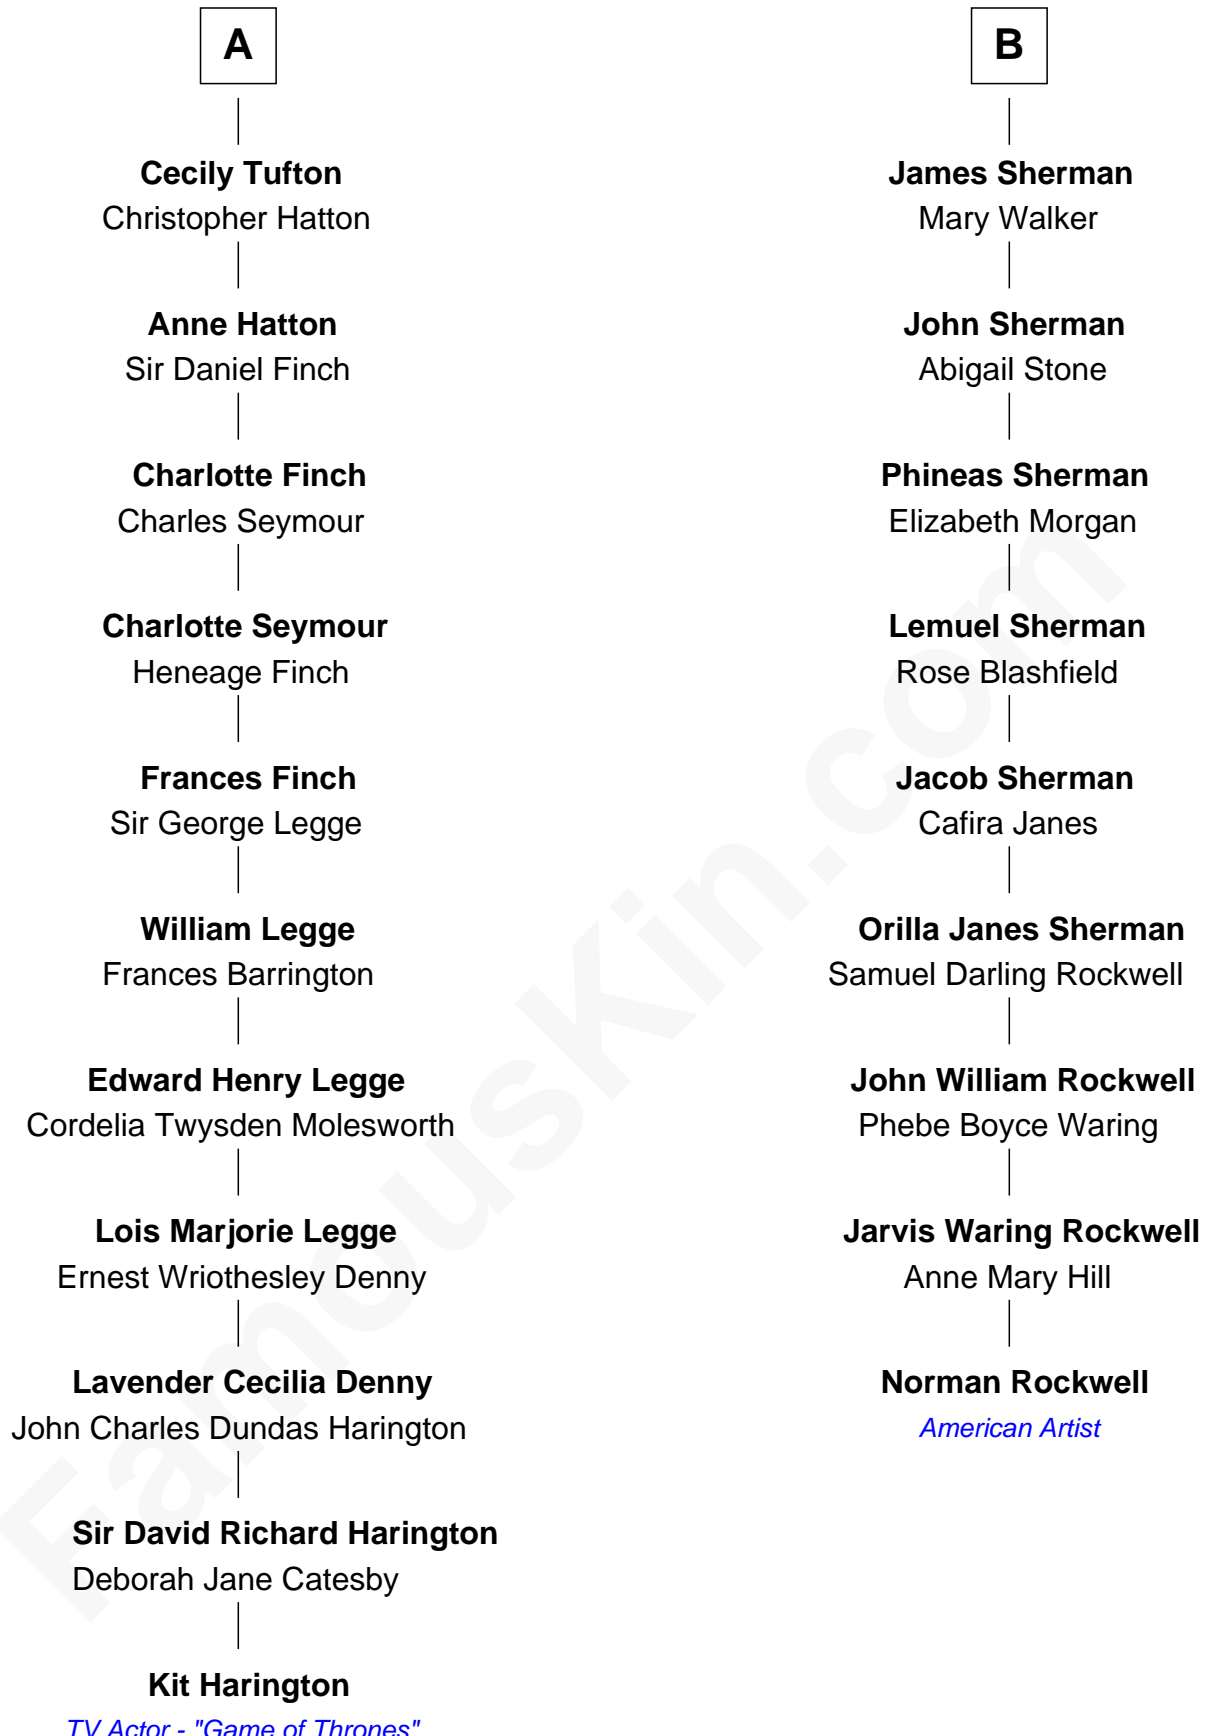 A
Cecily Tufton
Christopher Hatton
Anne Hatton
Sir Daniel Finch
Charlotte Finch
Charles Seymour
Charlotte Seymour
Heneage Finch
Frances Finch
Sir George Legge
William Legge
Frances Barrington
Edward Henry Legge
Cordelia Twysden Molesworth
Lois Marjorie Legge
Ernest Wriothesley Denny
Lavender Cecilia Denny
John Charles Dundas Harington
Sir David Richard Harington
Deborah Jane Catesby
Kit Harington
TV Actor - "Game of Thrones"
B
James Sherman
Mary Walker
John Sherman
Abigail Stone
Phineas Sherman
Elizabeth Morgan
Lemuel Sherman
Rose Blashfield
Jacob Sherman
Cafira Janes
Orilla Janes Sherman
Samuel Darling Rockwell
John William Rockwell
Phebe Boyce Waring
Jarvis Waring Rockwell
Anne Mary Hill
Norman Rockwell
American Artist
FamousKin.com